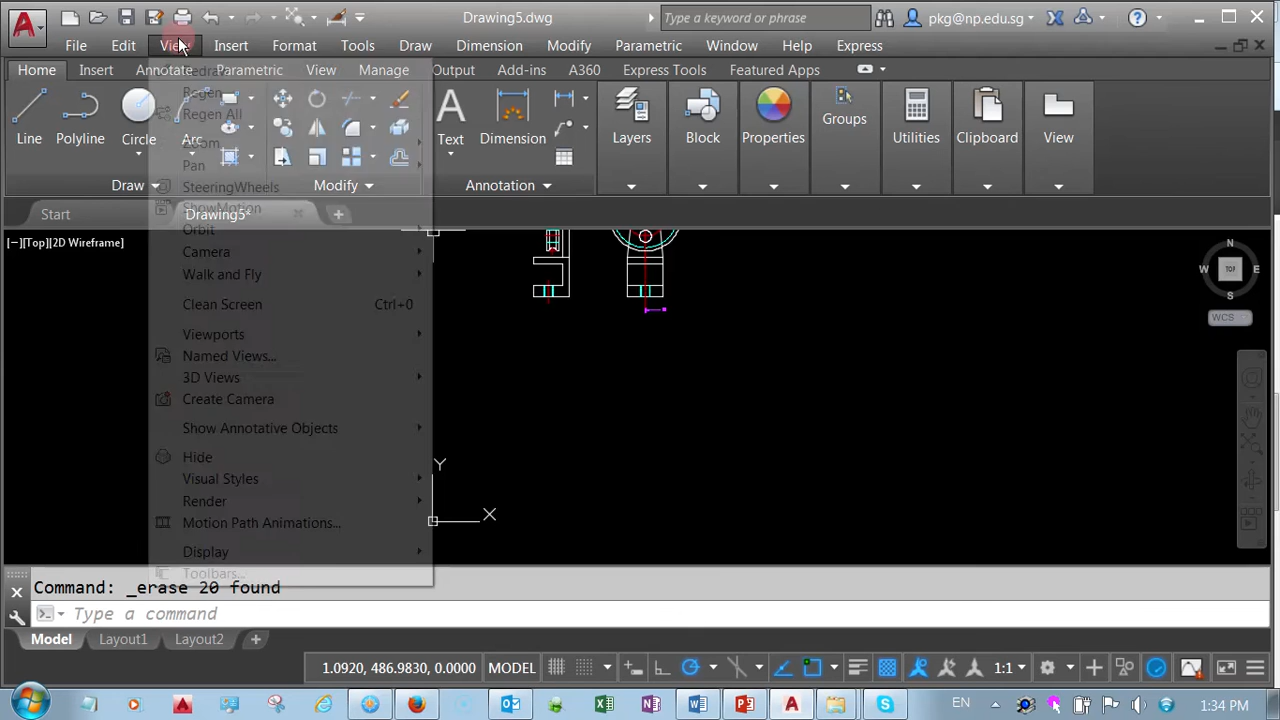 Drawing5.dwg
Type a keyword or phrase
pkg@np.edu.sg
File Edit View Insert Format Tools Draw Dimension Modify Parametric Window Help Express
Home Insert Annotate Parametric View Manage Output Add-ins A360 Express Tools Featured Apps
Line Polyline Circle Arc Text Dimension Layers Block Properties Groups Utilities Clipboard View
Draw Modify Annotation
Start Drawing5*
[−][Top][2D Wireframe]
Redraw
Regen
Regen All
Zoom
Pan
SteeringWheels
ShowMotion
Orbit
Camera
Walk and Fly
Clean Screen Ctrl+0
Viewports
Named Views...
3D Views
Create Camera
Show Annotative Objects
Hide
Visual Styles
Render
Motion Path Animations...
Display
Toolbars...
N
W TOP E
S
WCS
Y
X
Command: _erase 20 found
Type a command
Model Layout1 Layout2
1.0920, 486.9830, 0.0000 MODEL 1:1
EN 1:34 PM